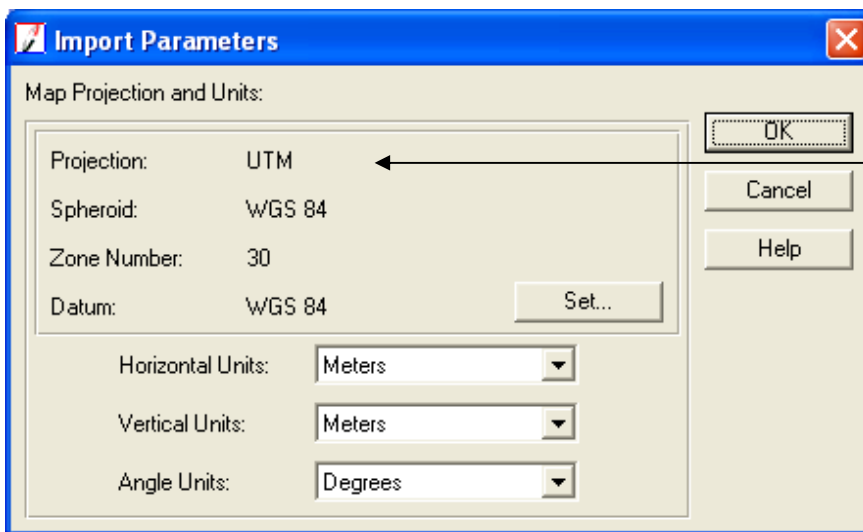 Import Parameters
Map Projection and Units:
Projection: UTM
Spheroid: WGS 84
Zone Number: 30
Datum: WGS 84
Set...
Horizontal Units: Meters
Vertical Units: Meters
Angle Units: Degrees
OK
Cancel
Help